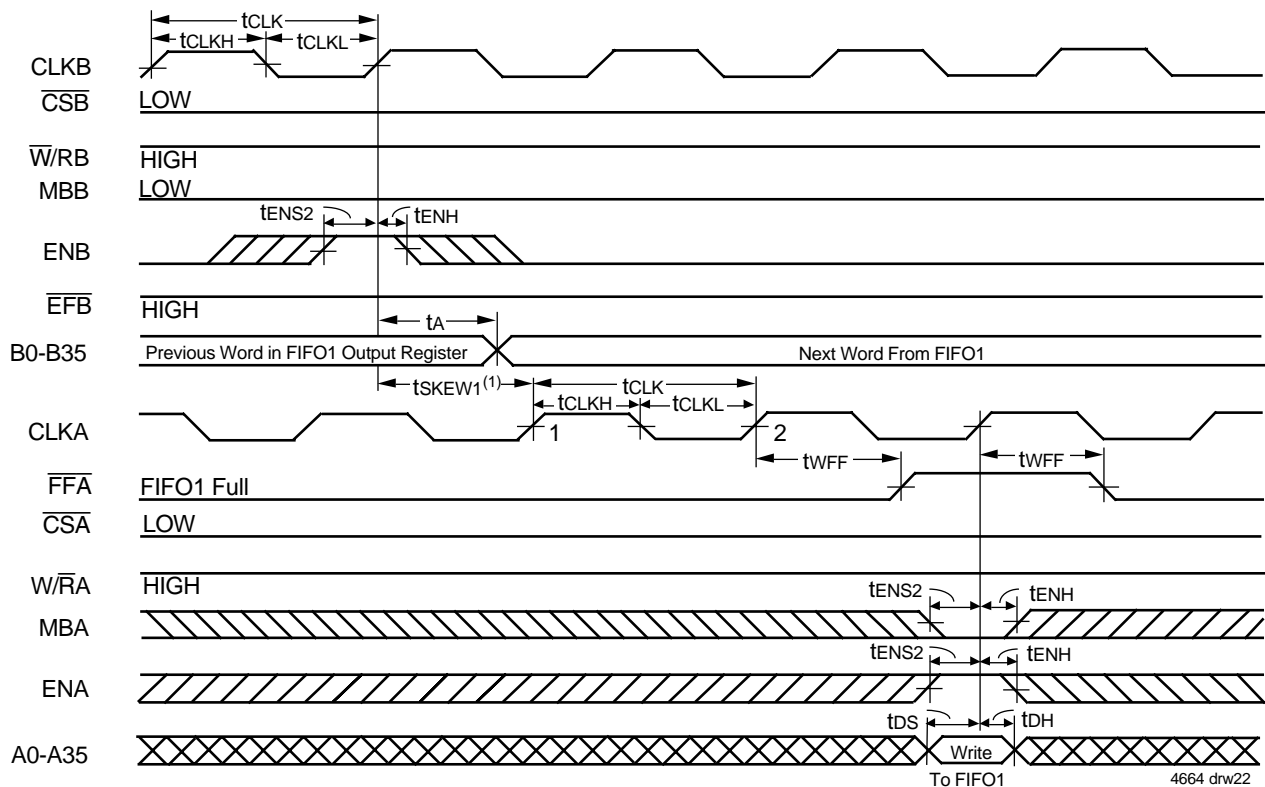 tCLK
tCLKH
tCLKL
CLKB
CSB
LOW
W/RB
HIGH
MBB
LOW
tENS2
tENH
ENB
EFB
HIGH
tA
B0-B35
Previous Word in FIFO1 Output Register
Next Word From FIFO1
tSKEW1(1)
tCLK
tCLKH
tCLKL
CLKA
1
2
tWFF
tWFF
FFA
FIFO1 Full
CSA
LOW
W/RA
HIGH
tENS2
tENH
MBA
tENS2
tENH
ENA
tDS
tDH
A0-A35
Write
To FIFO1
4664 drw22